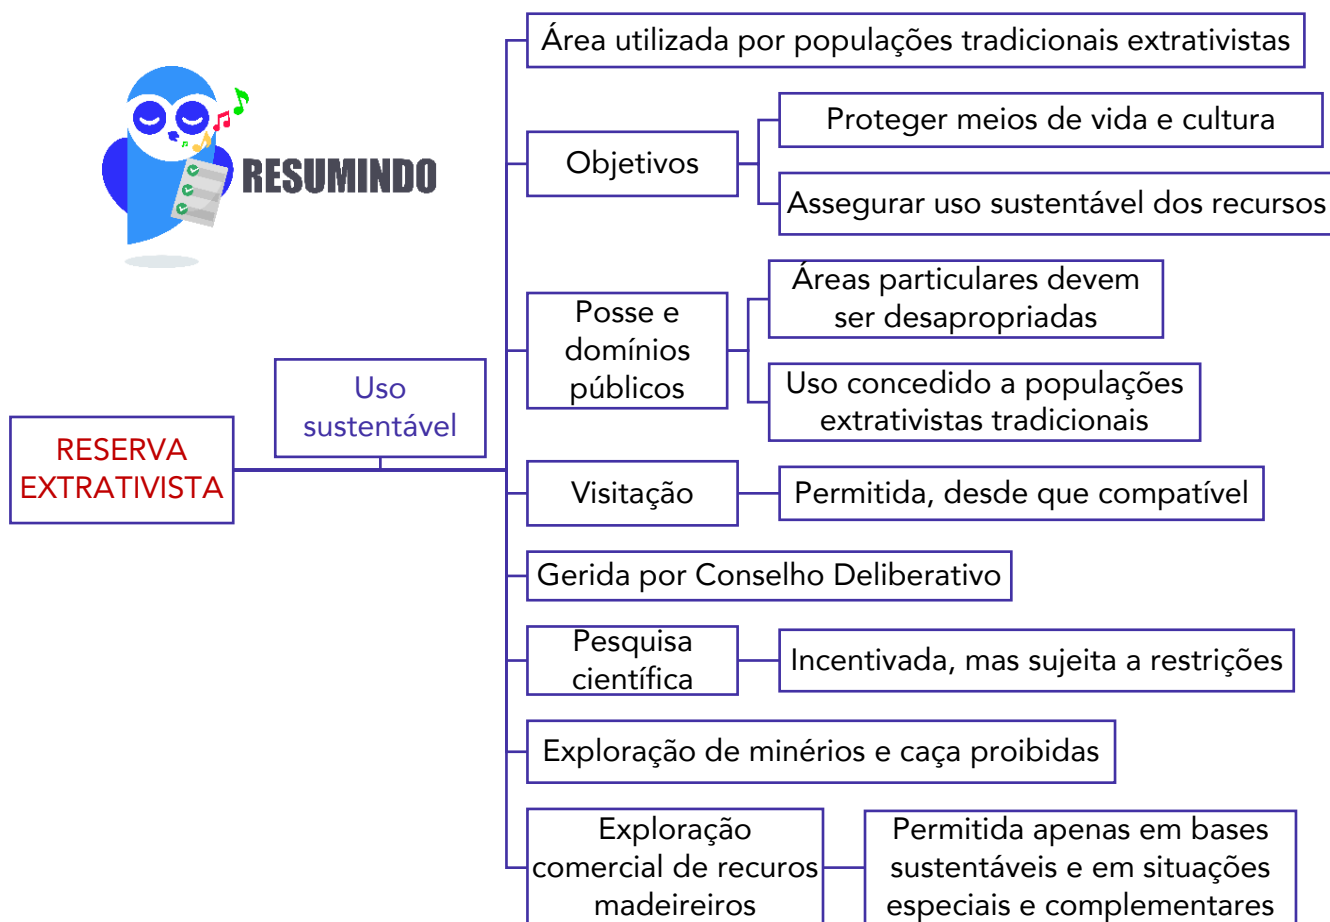 RESUMINDO
RESERVA
EXTRATIVISTA
Uso
sustentável
Área utilizada por populações tradicionais extrativistas
Objetivos
Proteger meios de vida e cultura
Assegurar uso sustentável dos recursos
Posse e
domínios
públicos
Áreas particulares devem
ser desapropriadas
Uso concedido a populações
extrativistas tradicionais
Visitação
Permitida, desde que compatível
Gerida por Conselho Deliberativo
Pesquisa
científica
Incentivada, mas sujeita a restrições
Exploração de minérios e caça proibidas
Exploração
comercial de recuros
madeireiros
Permitida apenas em bases
sustentáveis e em situações
especiais e complementares